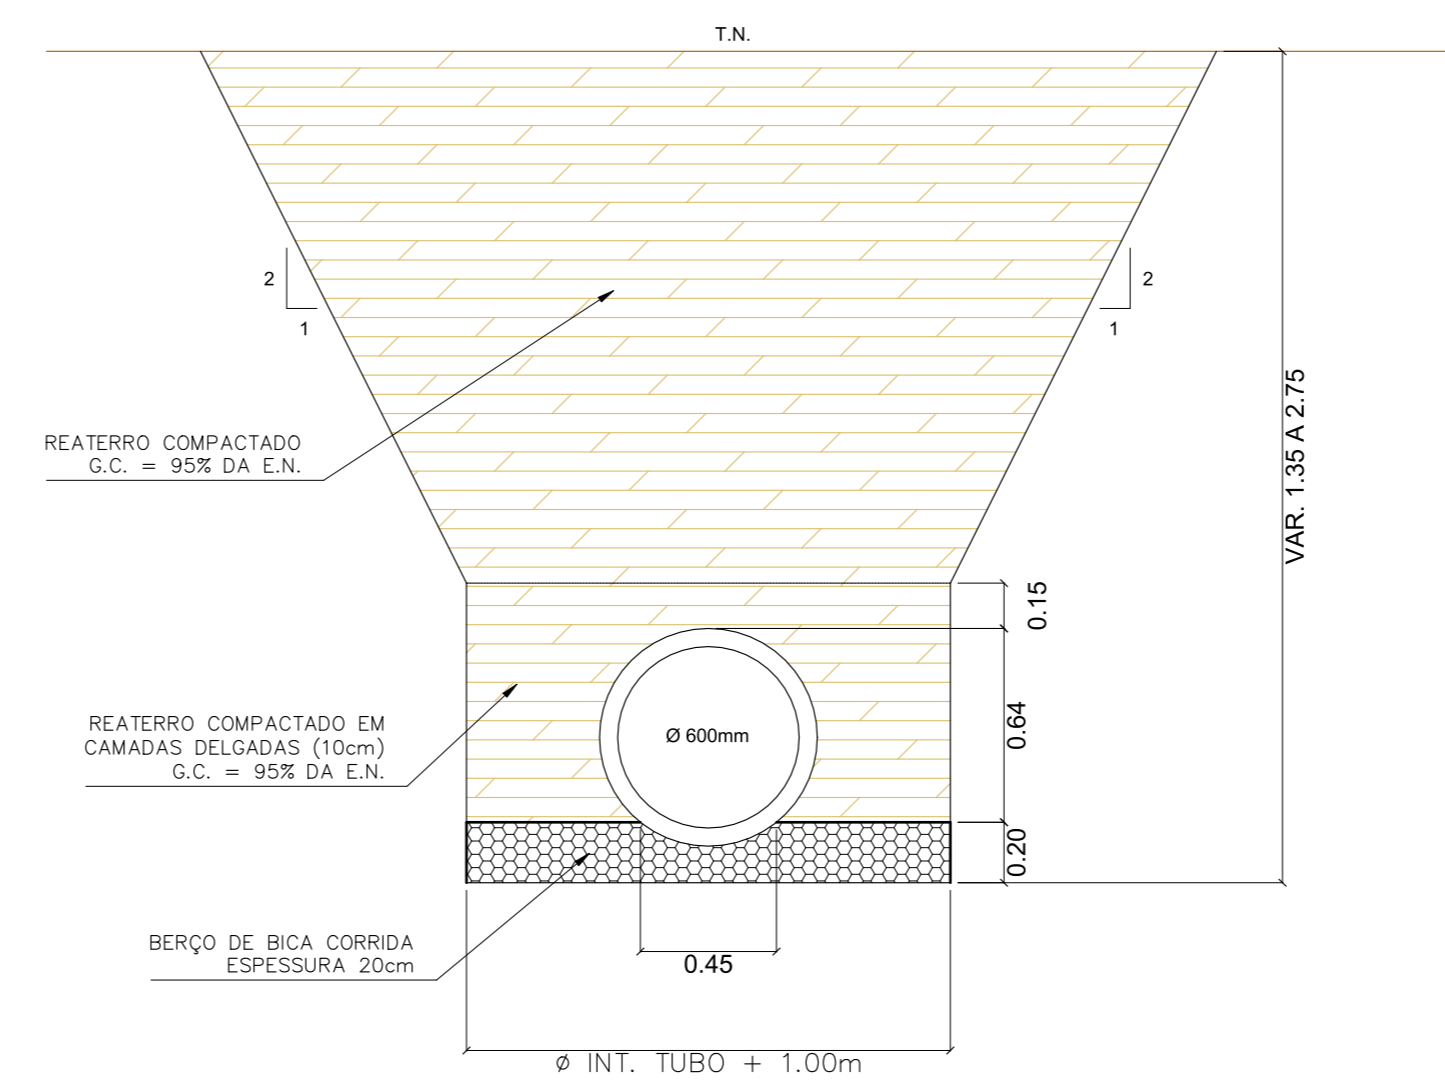 T.N.
2
1
2
1
REATERRO COMPACTADO
G.C. = 95% DA E.N.
VAR. 1.35 A 2.75
0.15
REATERRO COMPACTADO EM
CAMADAS DELGADAS (10cm)
G.C. = 95% DA E.N.
Ø 600mm
0.64
0.20
BERÇO DE BICA CORRIDA
ESPESSURA 20cm
0.45
Ø INT. TUBO + 1.00m